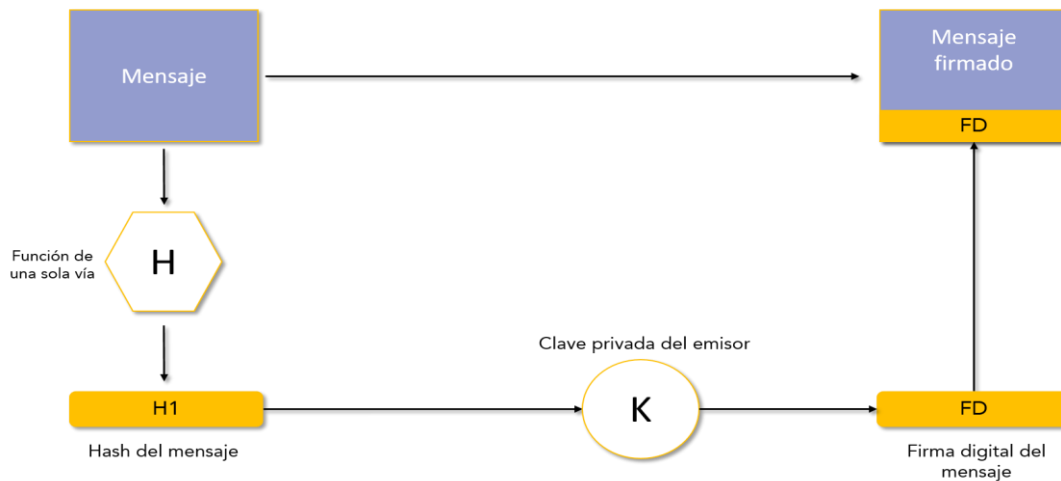 Mensaje
Mensaje
firmado
FD
Función de
una sola vía
H
Clave privada del emisor
H1
K
FD
Hash del mensaje
Firma digital del
mensaje